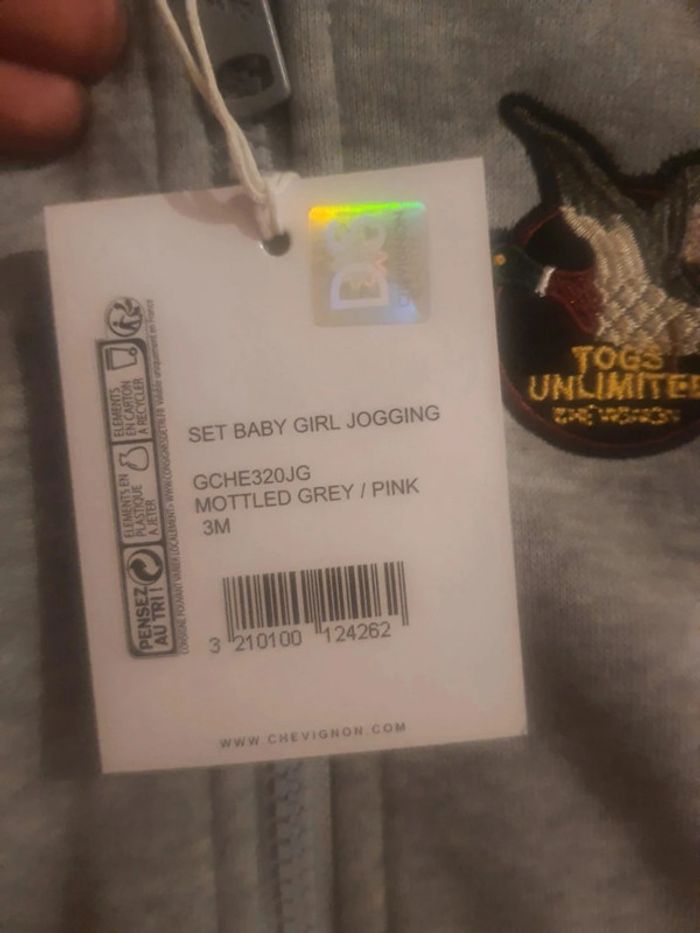 SET BABY GIRL JOGGING
GCHE320JG
MOTTLED GREY / PINK
3M
3 210100 124262
WWW.CHEVIGNON.COM
ELEMENTS
EN CARTON
A RECYCLER
ELEMENTS EN
PLASTIQUE
A JETER
PENSEZ
AU TRI !
TOGS
UNLIMITED
CHEVIGNON